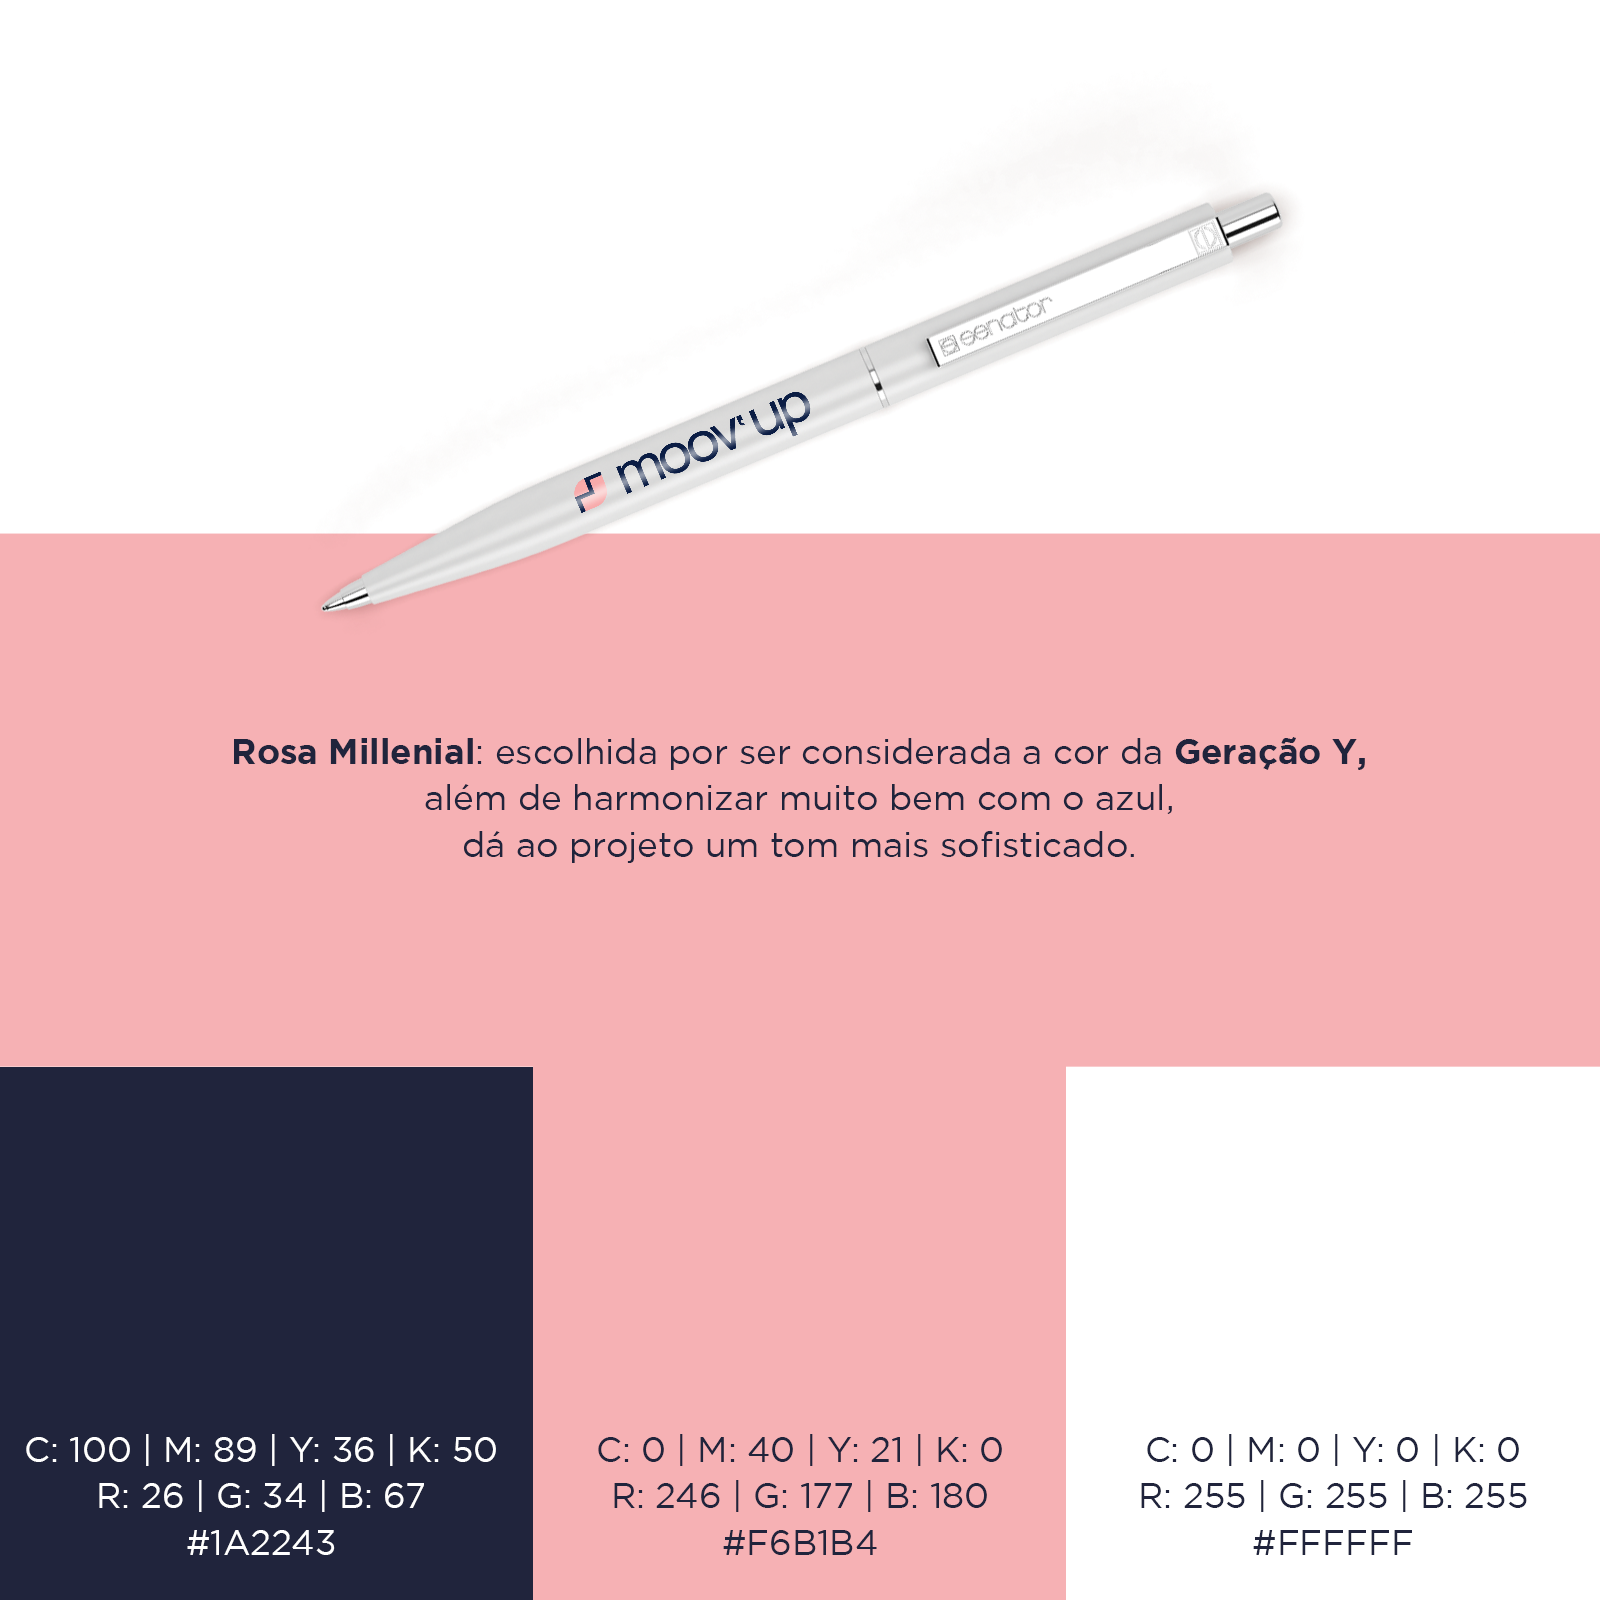 senator
moov'up
Rosa Millenial: escolhida por ser considerada a cor da Geração Y,
além de harmonizar muito bem com o azul,
dá ao projeto um tom mais sofisticado.
C: 100 | M: 89 | Y: 36 | K: 50
R: 26 | G: 34 | B: 67
#1A2243
C: 0 | M: 40 | Y: 21 | K: 0
R: 246 | G: 177 | B: 180
#F6B1B4
C: 0 | M: 0 | Y: 0 | K: 0
R: 255 | G: 255 | B: 255
#FFFFFF